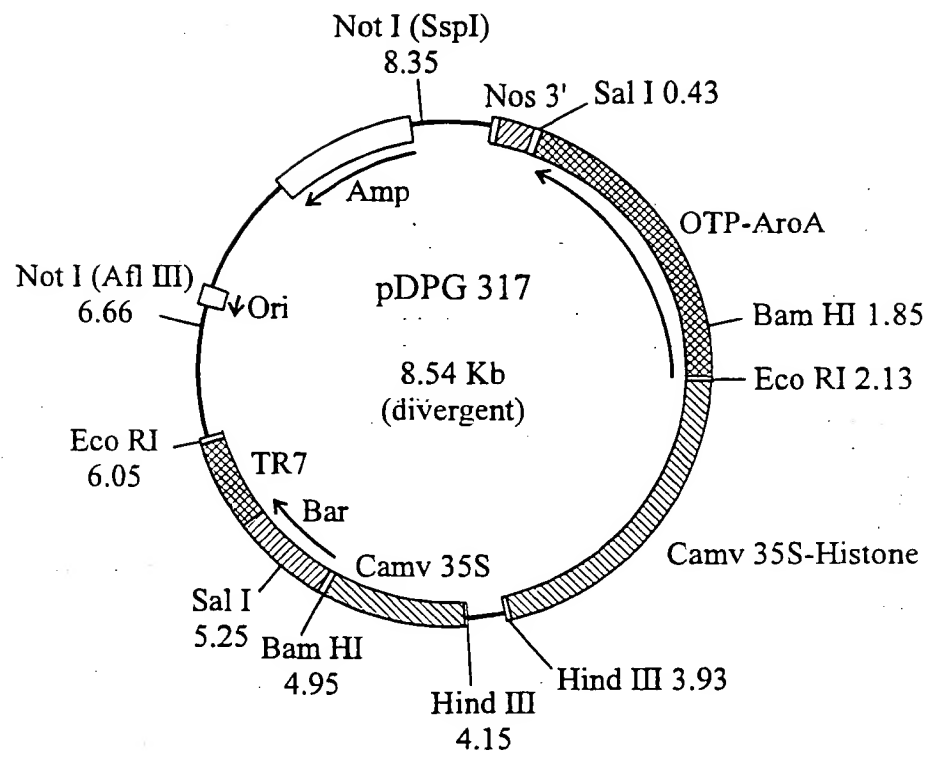 Not I (SspI)
8.35
Nos 3'
Sal I 0.43
Amp
OTP-AroA
Not I (Afl III)
6.66
Ori
pDPG 317
Bam HI 1.85
8.54 Kb
(divergent)
Eco RI 2.13
Eco RI
6.05
TR7
Bar
Camv 35S
Camv 35S-Histone
Sal I
5.25
Bam HI
4.95
Hind III
4.15
Hind III 3.93